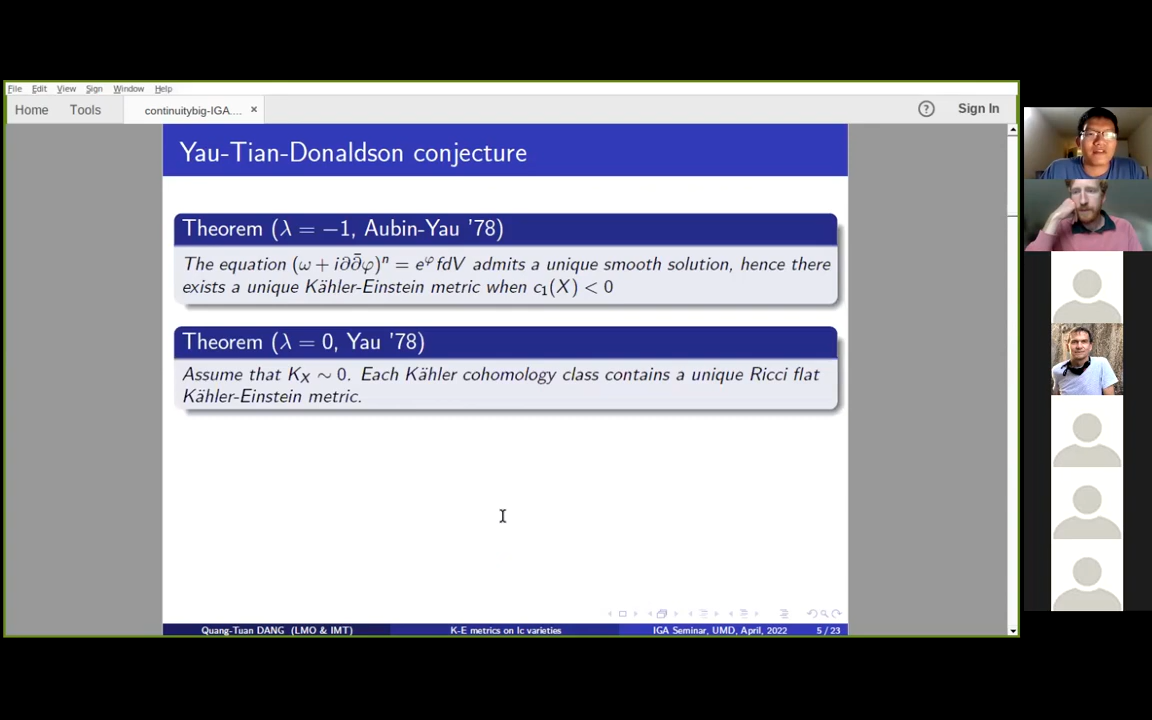 File Edit View Sign Window Help
Home Tools continuitybig-IGA.... × ? Sign In
Yau-Tian-Donaldson conjecture
Theorem (λ = −1, Aubin-Yau '78)
The equation (ω + i∂∂̄φ)ⁿ = e^φ fdV admits a unique smooth solution, hence there
exists a unique Kähler-Einstein metric when c₁(X) < 0
Theorem (λ = 0, Yau '78)
Assume that K_X ∼ 0. Each Kähler cohomology class contains a unique Ricci flat
Kähler-Einstein metric.
Quang-Tuan DANG (LMO & IMT) K-E metrics on lc varieties IGA Seminar, UMD, April, 2022 5 / 23